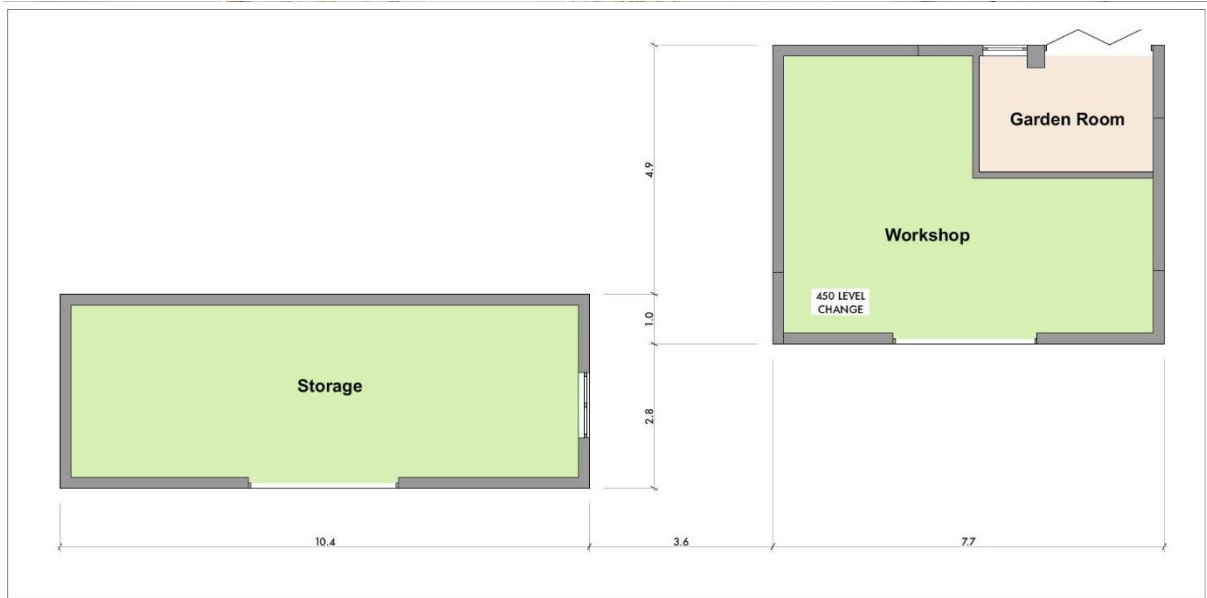 Garden Room
4.9
Workshop
450 LEVEL
CHANGE
1.0
Storage
2.8
10.4
3.6
7.7